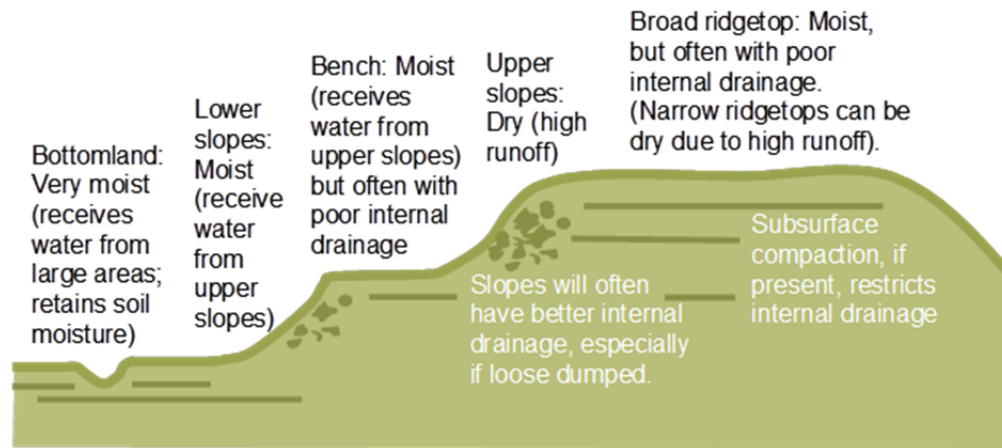 Bottomland:
Very moist
(receives
water from
large areas;
retains soil
moisture)
Lower
slopes:
Moist
(receive
water
from
upper
slopes)
Bench: Moist
(receives
water from
upper slopes)
but often with
poor internal
drainage
Upper
slopes:
Dry (high
runoff)
Broad ridgetop: Moist,
but often with poor
internal drainage.
(Narrow ridgetops can be
dry due to high runoff).
Slopes will often
have better internal
drainage, especially
if loose dumped.
Subsurface
compaction, if
present, restricts
internal drainage